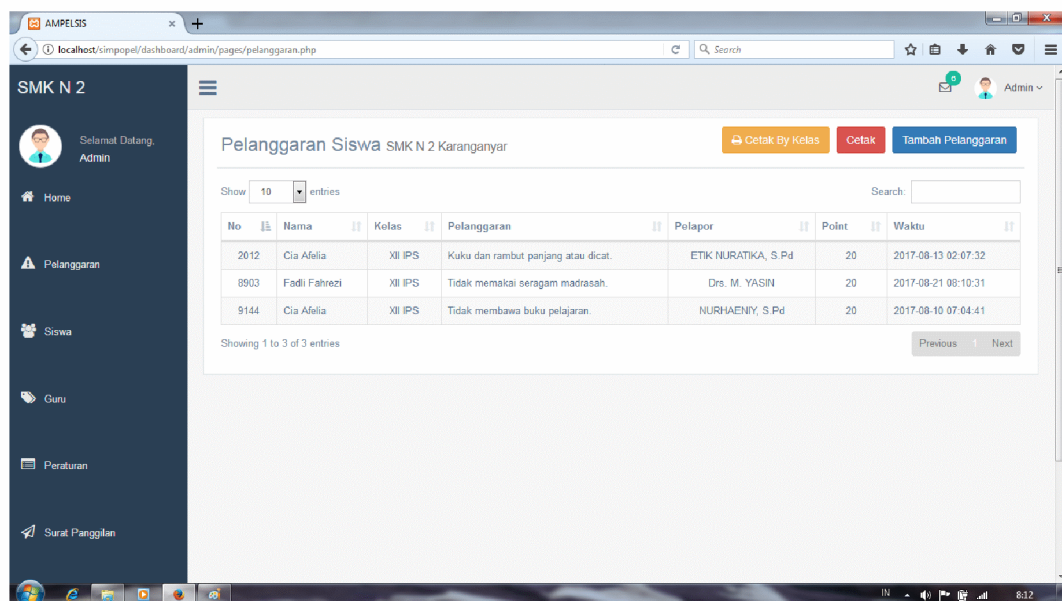 AMPELSIS
localhost/simpopel/dashboard/admin/pages/pelanggaran.php
Search
SMK N 2
Admin
Selamat Datang,
Admin
Home
Pelanggaran
Siswa
Guru
Peraturan
Surat Panggilan
Pelanggaran Siswa SMK N 2 Karanganyar
Cetak By Kelas
Cetak
Tambah Pelanggaran
Show 10 entries
Search:
No Nama Kelas Pelanggaran Pelapor Point Waktu
2012 Cia Afelia XII IPS Kuku dan rambut panjang atau dicat. ETIK NURATIKA, S.Pd 20 2017-08-13 02:07:32
8903 Fadli Fahrezi XII IPS Tidak memakai seragam madrasah. Drs. M. YASIN 20 2017-08-21 08:10:31
9144 Cia Afelia XII IPS Tidak membawa buku pelajaran. NURHAENIY, S.Pd 20 2017-08-10 07:04:41
Showing 1 to 3 of 3 entries
Previous 1 Next
IN
8:12